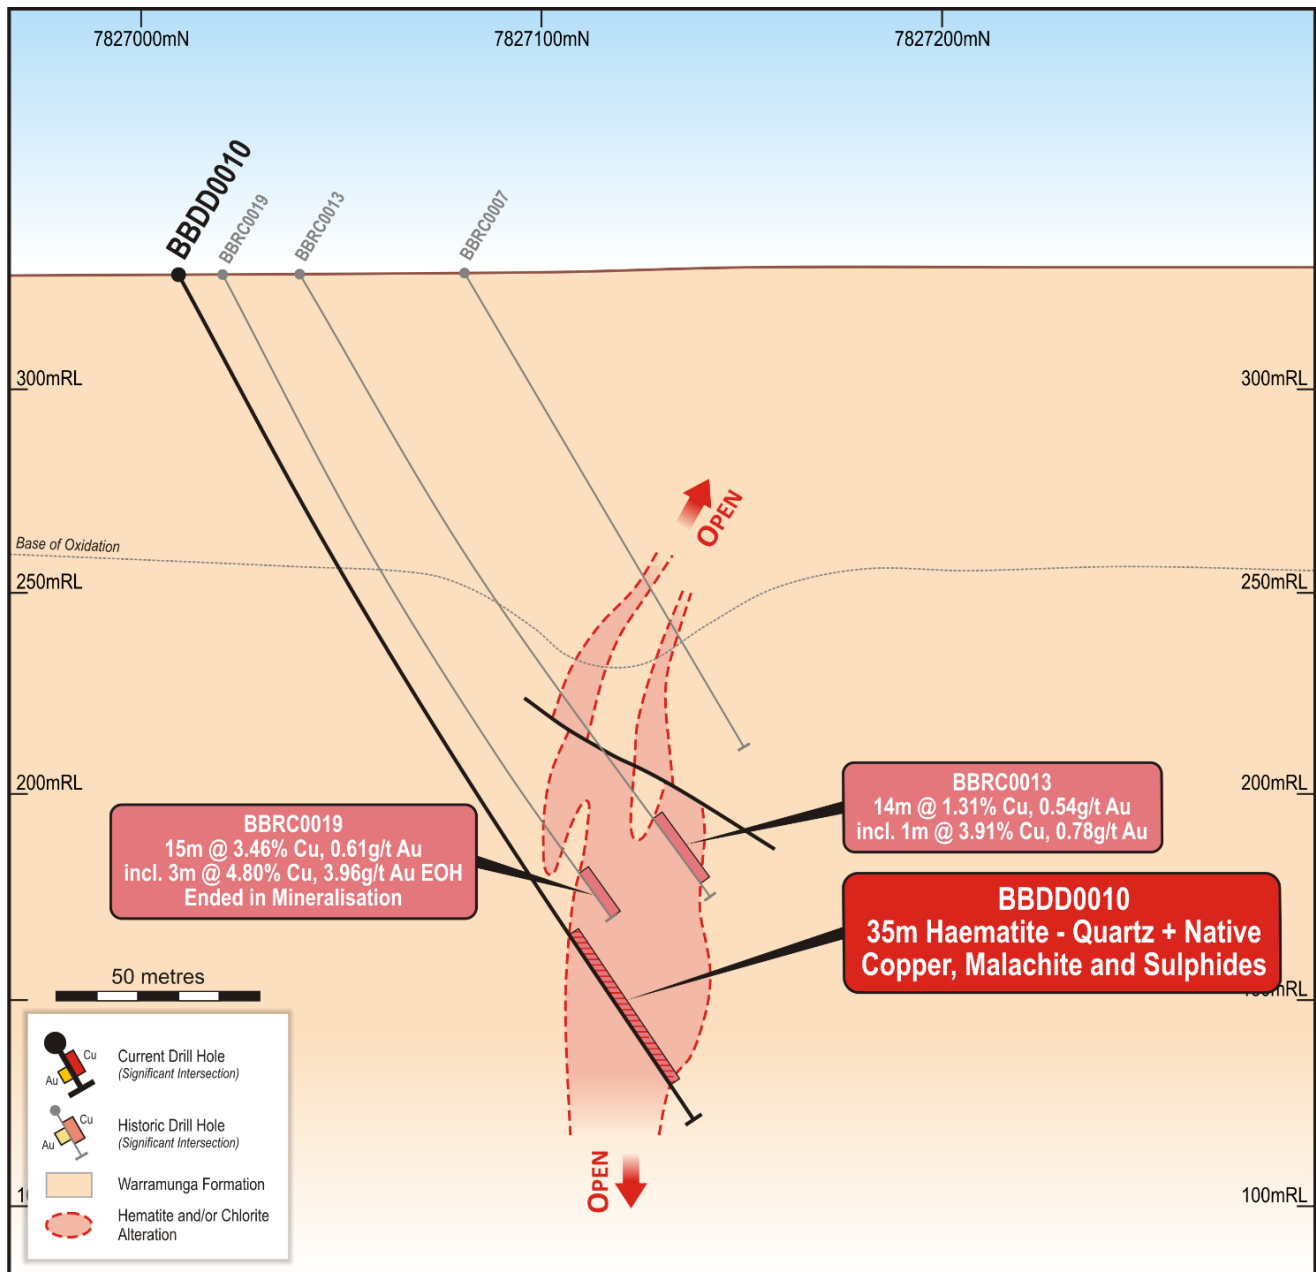 7827000mN
7827100mN
7827200mN
BBDD0010
BBRC0019
BBRC0013
BBRC0007
300mRL
300mRL
OPEN
Base of Oxidation
250mRL
250mRL
200mRL
200mRL
BBRC0013
14m @ 1.31% Cu, 0.54g/t Au
incl. 1m @ 3.91% Cu, 0.78g/t Au
BBRC0019
15m @ 3.46% Cu, 0.61g/t Au
incl. 3m @ 4.80% Cu, 3.96g/t Au EOH
Ended in Mineralisation
BBDD0010
35m Haematite - Quartz + Native
Copper, Malachite and Sulphides
50 metres
Cu
Au
Current Drill Hole
(Significant Intersection)
Cu
Au
Historic Drill Hole
(Significant Intersection)
Warramunga Formation
Hematite and/or Chlorite
Alteration
OPEN
100mRL